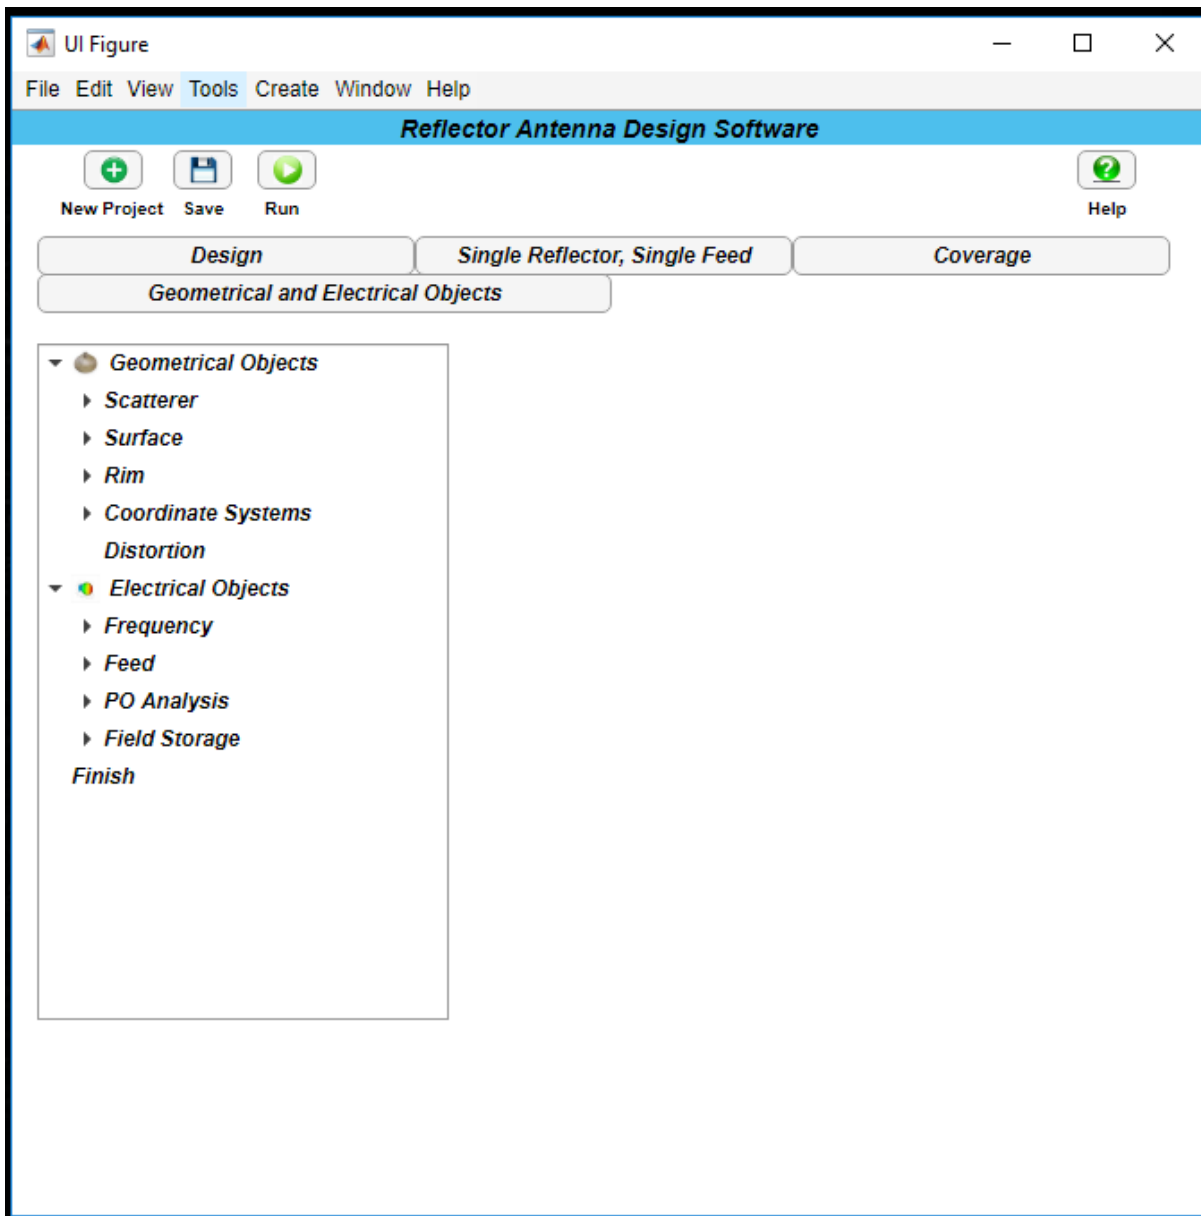 UI Figure
File Edit View Tools Create Window Help
Reflector Antenna Design Software
New Project Save Run Help
Design Single Reflector, Single Feed Coverage
Geometrical and Electrical Objects
Geometrical Objects
Scatterer
Surface
Rim
Coordinate Systems
Distortion
Electrical Objects
Frequency
Feed
PO Analysis
Field Storage
Finish